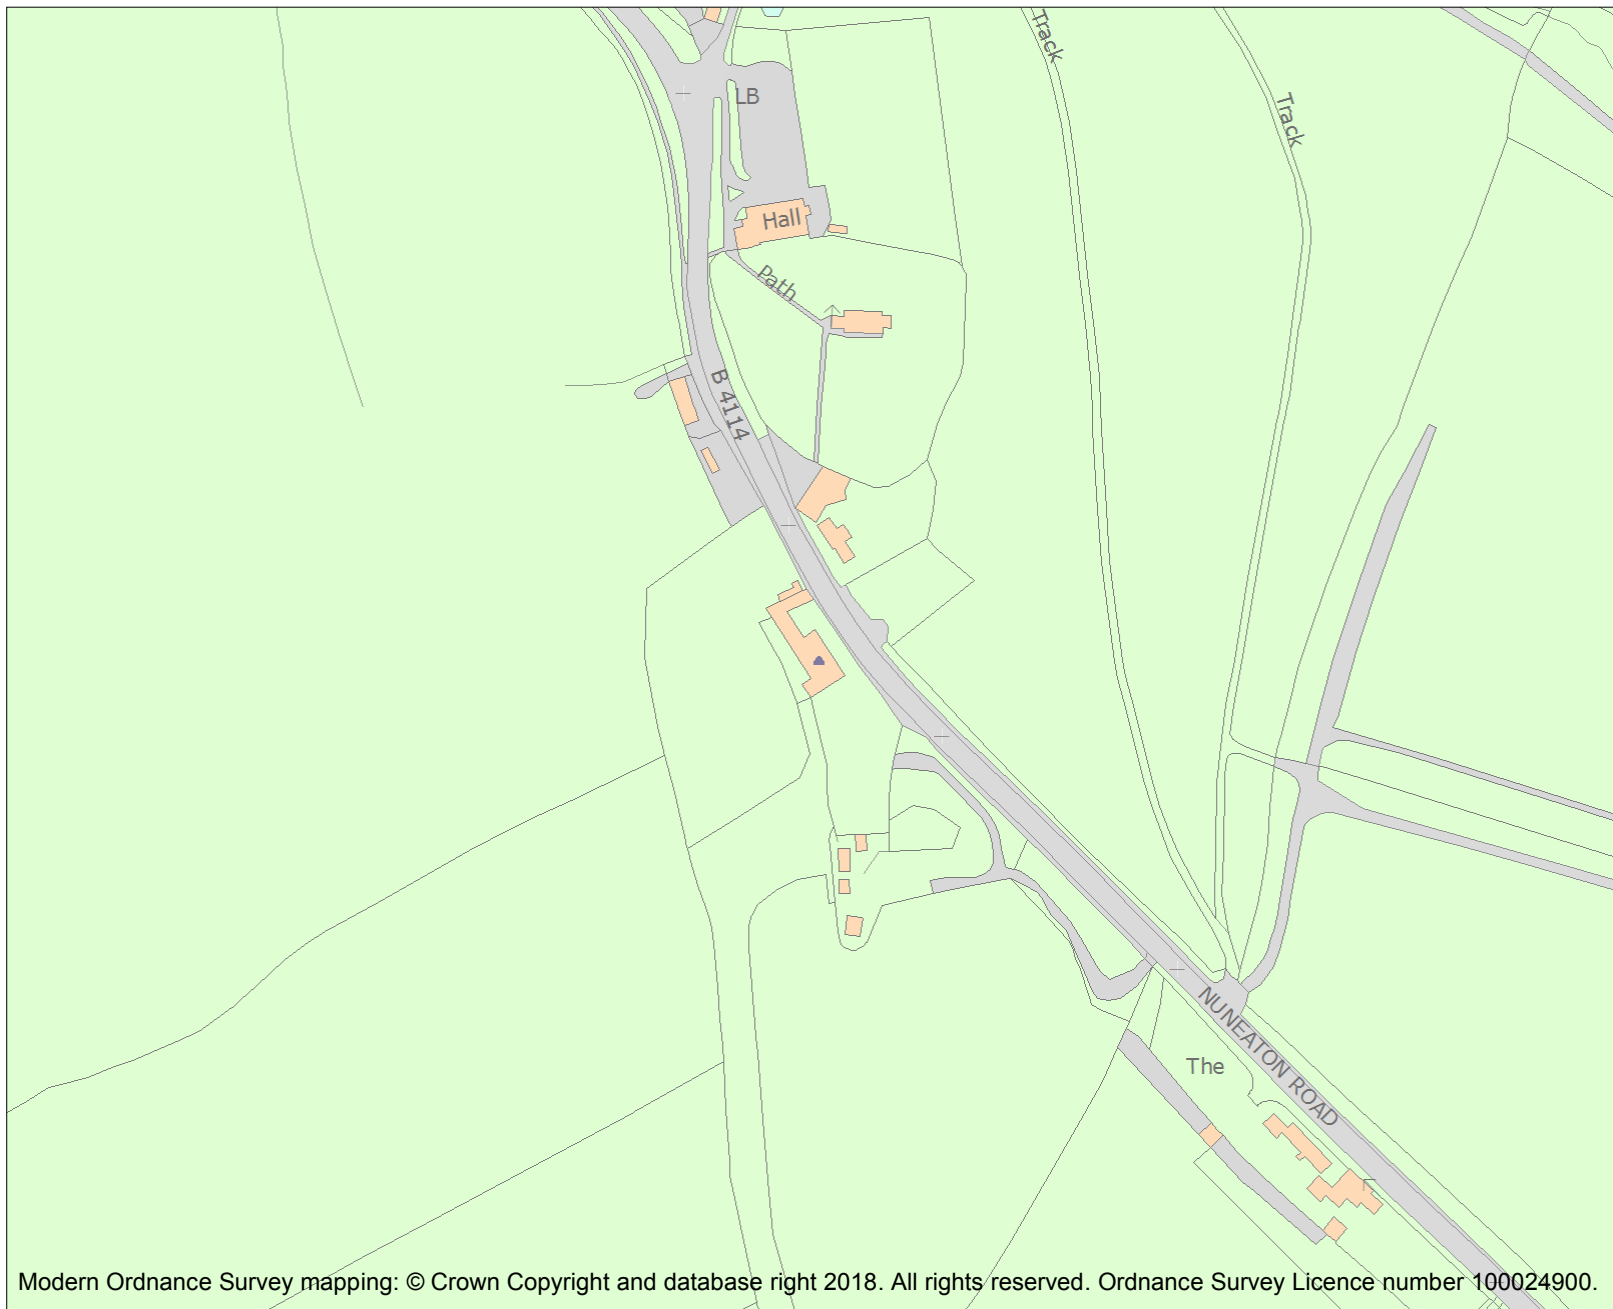 Track
LB
Track
Hall
Path
B 4114
NUNEATON ROAD
The
Modern Ordnance Survey mapping: © Crown Copyright and database right 2018. All rights reserved. Ordnance Survey Licence number 100024900.